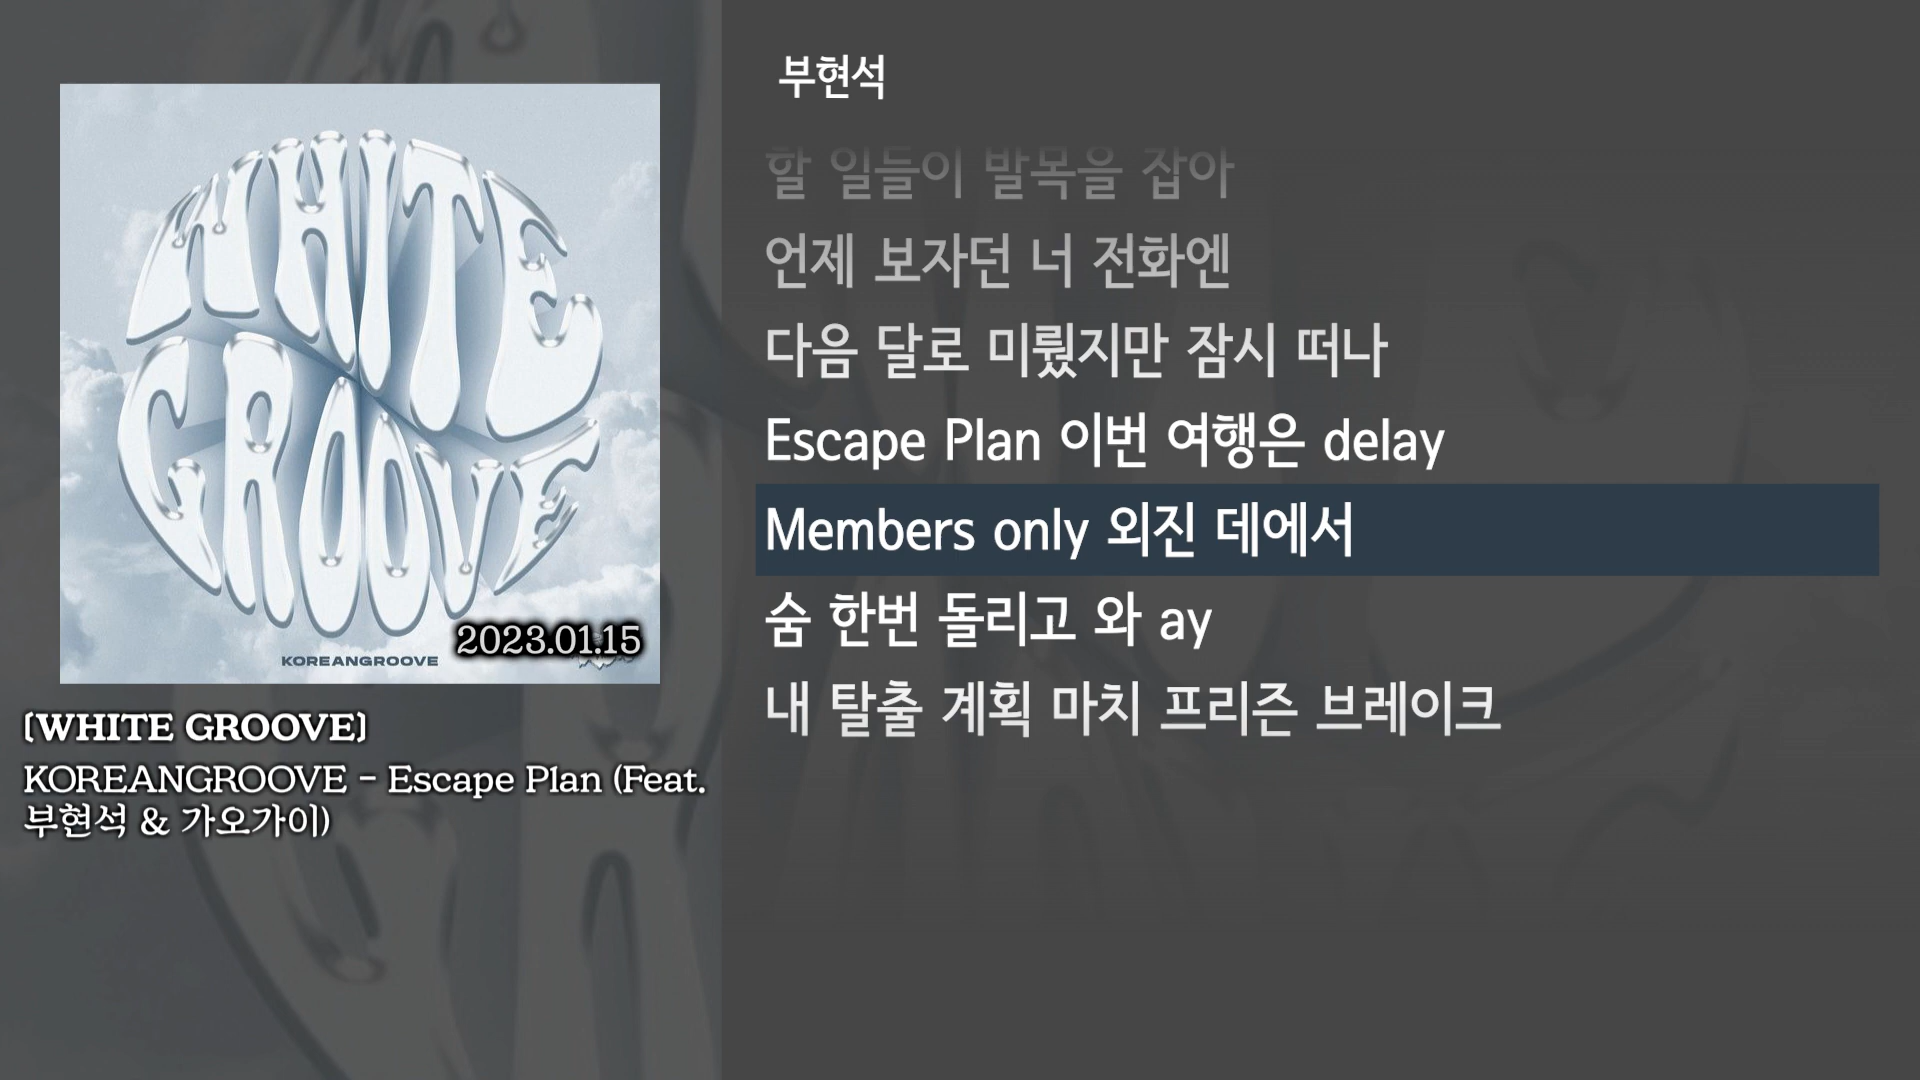 WHITE
GROOVE
KOREANGROOVE
2023.01.15
[WHITE GROOVE]
KOREANGROOVE - Escape Plan (Feat.
부현석 & 가오가이)
부현석
할 일들이 발목을 잡아
언제 보자던 너 전화엔
다음 달로 미뤘지만 잠시 떠나
Escape Plan 이번 여행은 delay
Members only 외진 데에서
숨 한번 돌리고 와 ay
내 탈출 계획 마치 프리즌 브레이크